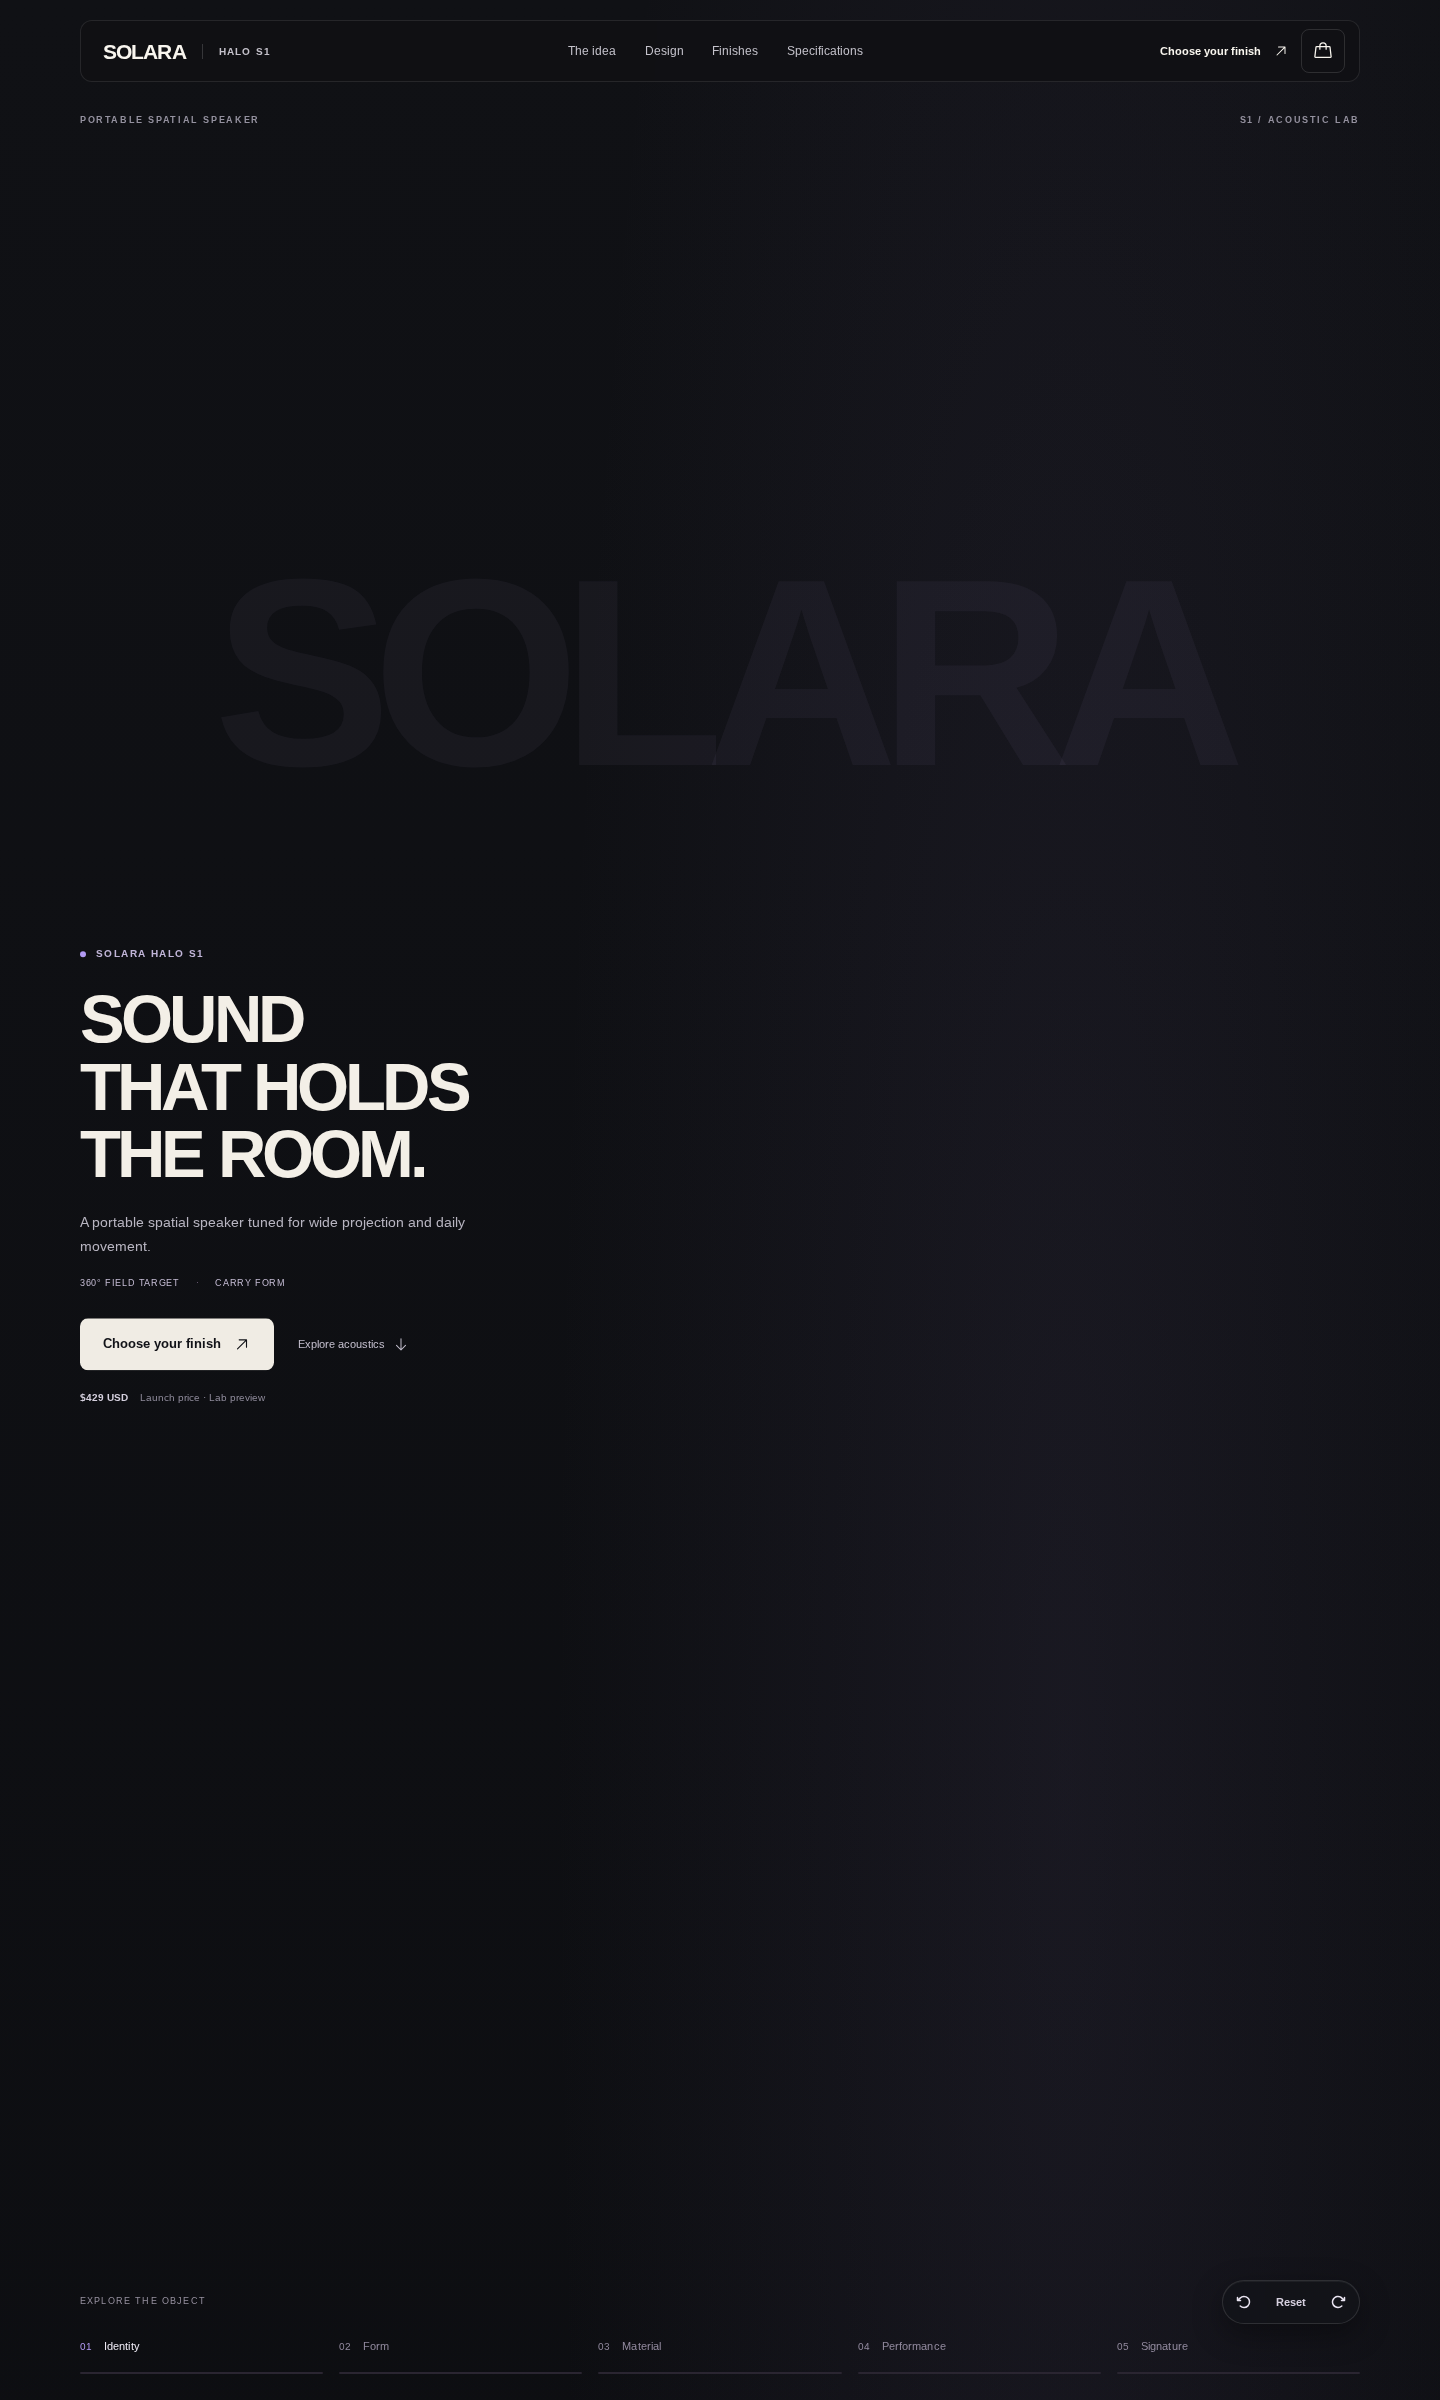 SOLARA
HALO S1
The idea
Design
Finishes
Specifications
Choose your finish
PORTABLE SPATIAL SPEAKER
S1 / ACOUSTIC LAB
SOLARA
SOLARA HALO S1
SOUND
THAT HOLDS
THE ROOM.
A portable spatial speaker tuned for wide projection and daily
movement.
360° FIELD TARGET · CARRY FORM
Choose your finish
Explore acoustics
$429 USD Launch price · Lab preview
EXPLORE THE OBJECT
Reset
01 Identity
02 Form
03 Material
04 Performance
05 Signature